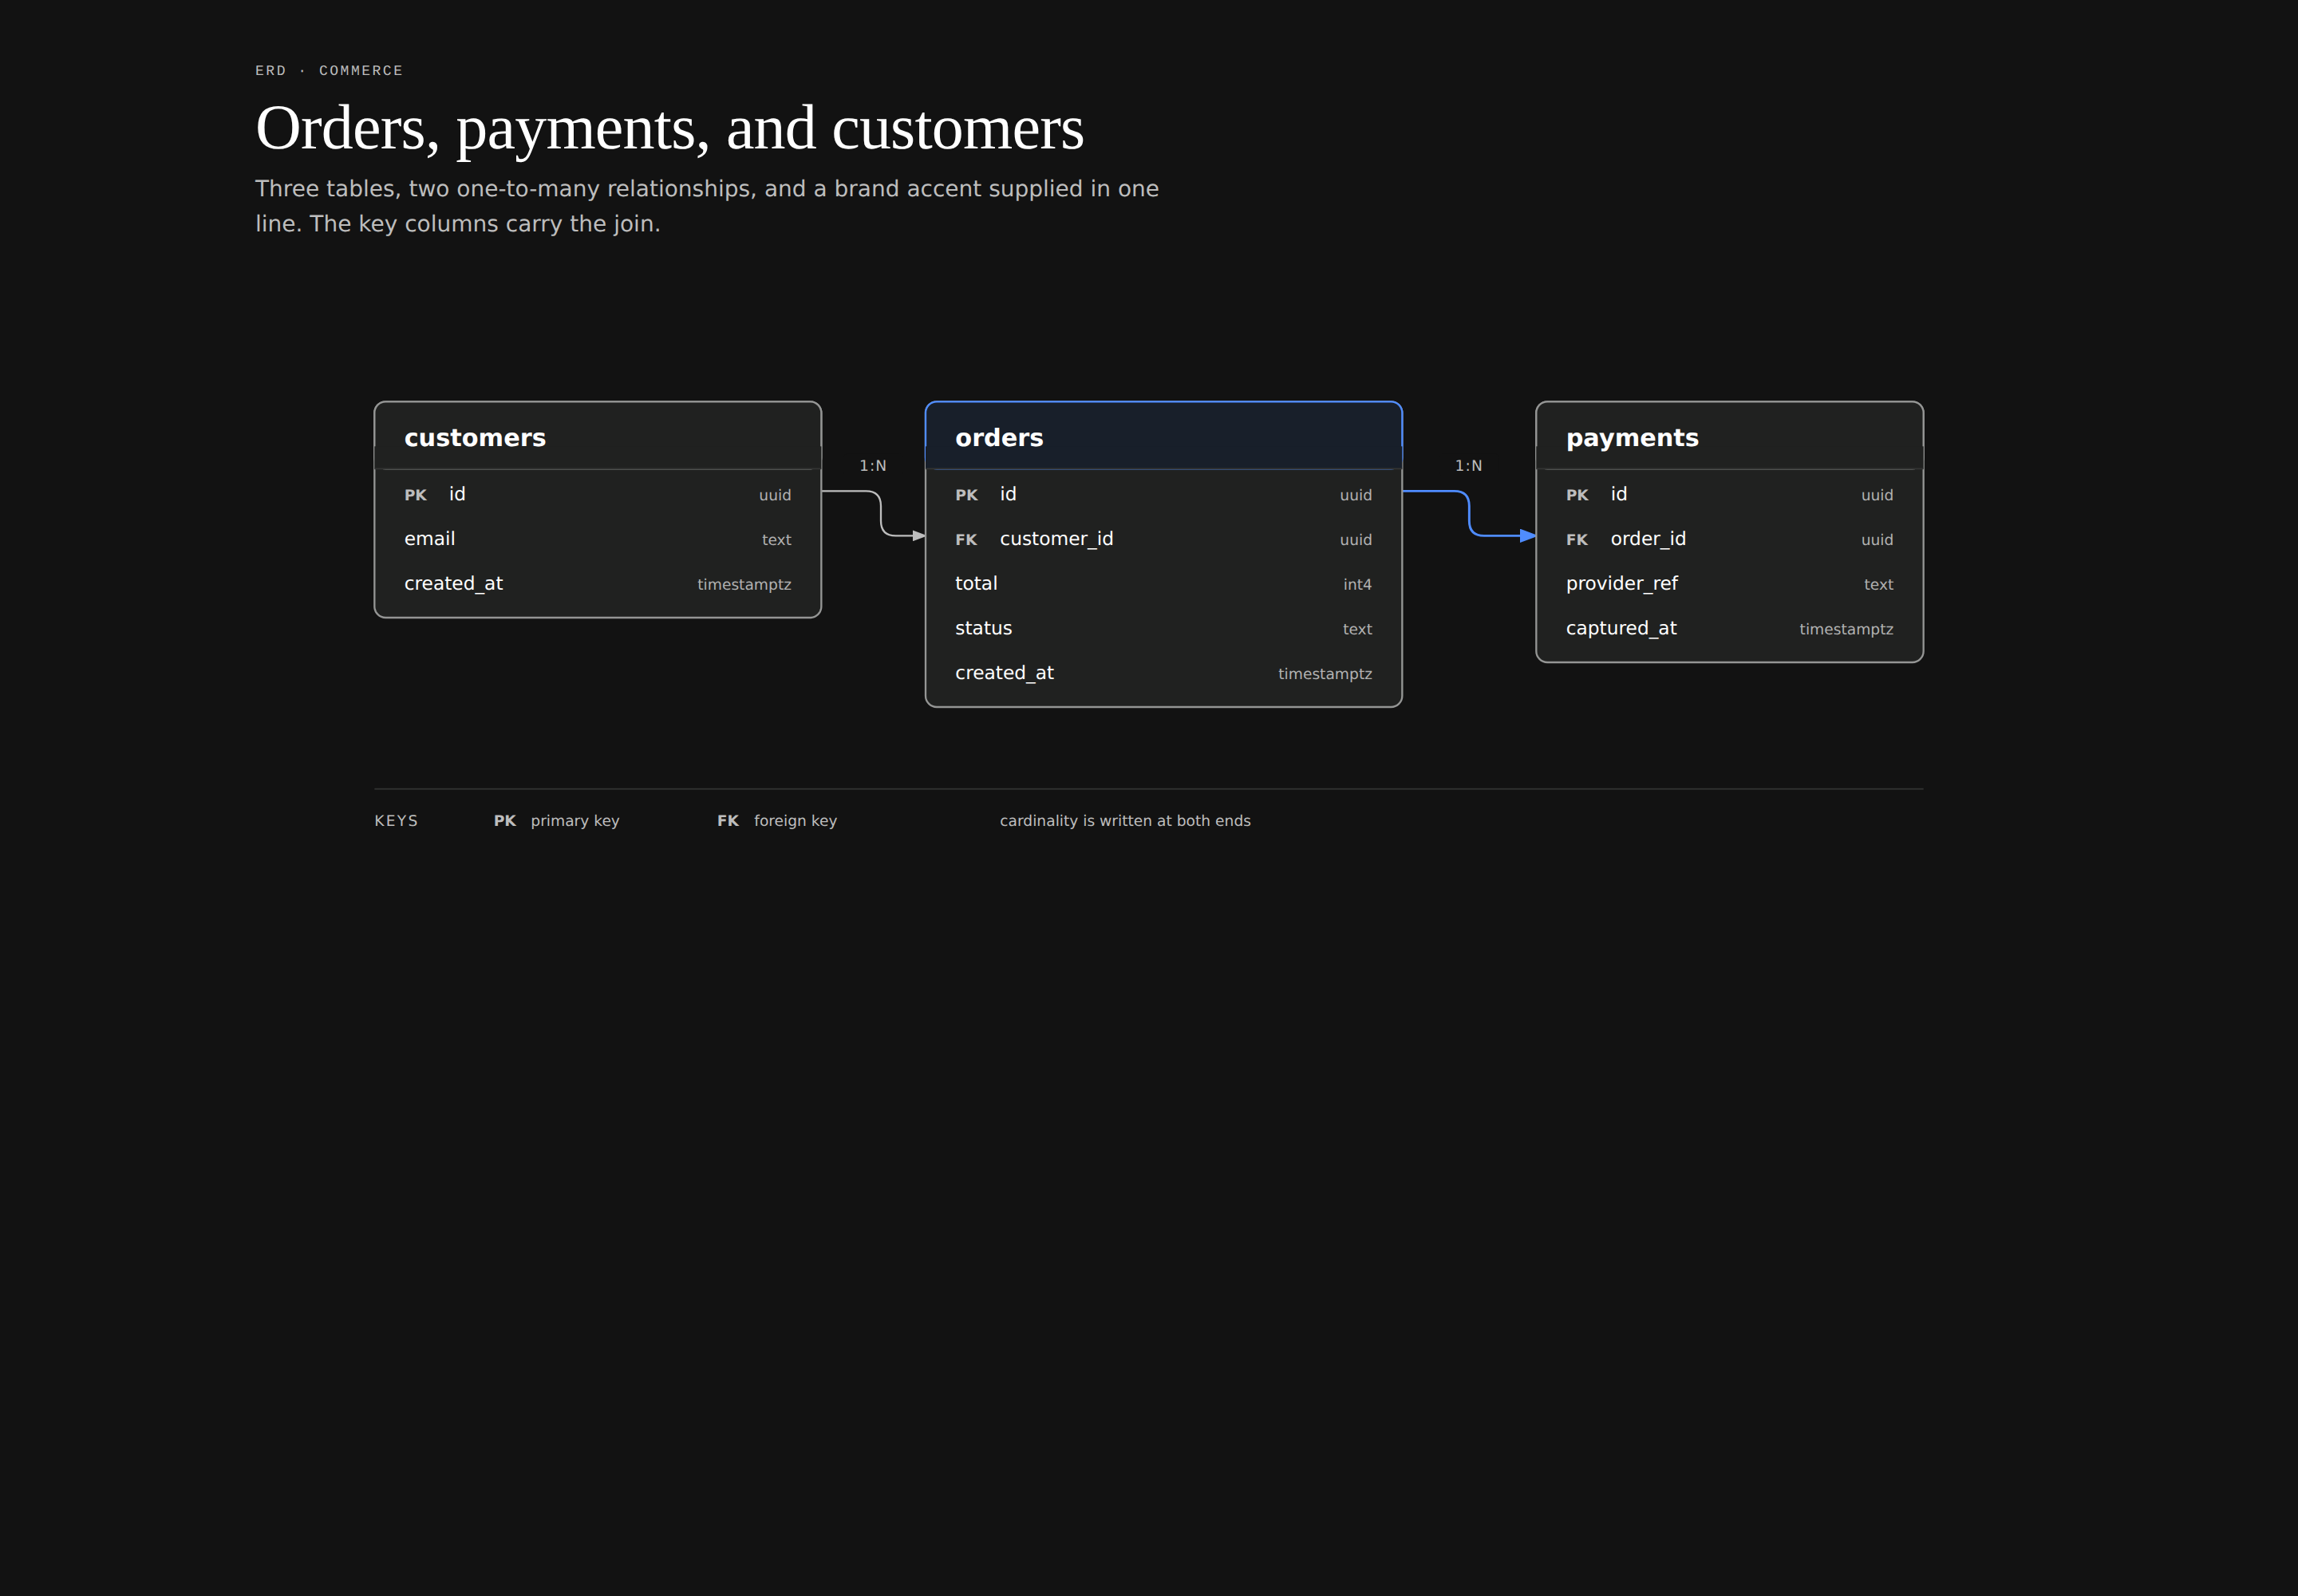 ERD · COMMERCE
Orders, payments, and customers
Three tables, two one-to-many relationships, and a brand accent supplied in one
line. The key columns carry the join.
customers
PK id uuid
email text
created_at timestamptz
1:N
orders
PK id uuid
FK customer_id uuid
total int4
status text
created_at timestamptz
1:N
payments
PK id uuid
FK order_id uuid
provider_ref text
captured_at timestamptz
KEYS PK primary key FK foreign key cardinality is written at both ends